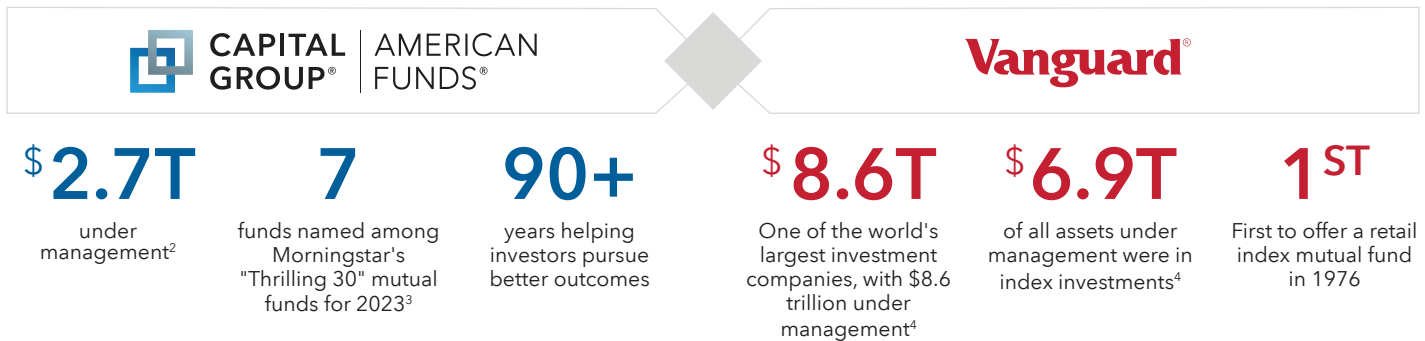 CAPITAL GROUP® | AMERICAN FUNDS®
Vanguard®
$2.7T
under
management²
7
funds named among
Morningstar's
"Thrilling 30" mutual
funds for 2023³
90+
years helping
investors pursue
better outcomes
$8.6T
One of the world's
largest investment
companies, with $8.6
trillion under
management⁴
$6.9T
of all assets under
management were in
index investments⁴
1ST
First to offer a retail
index mutual fund
in 1976